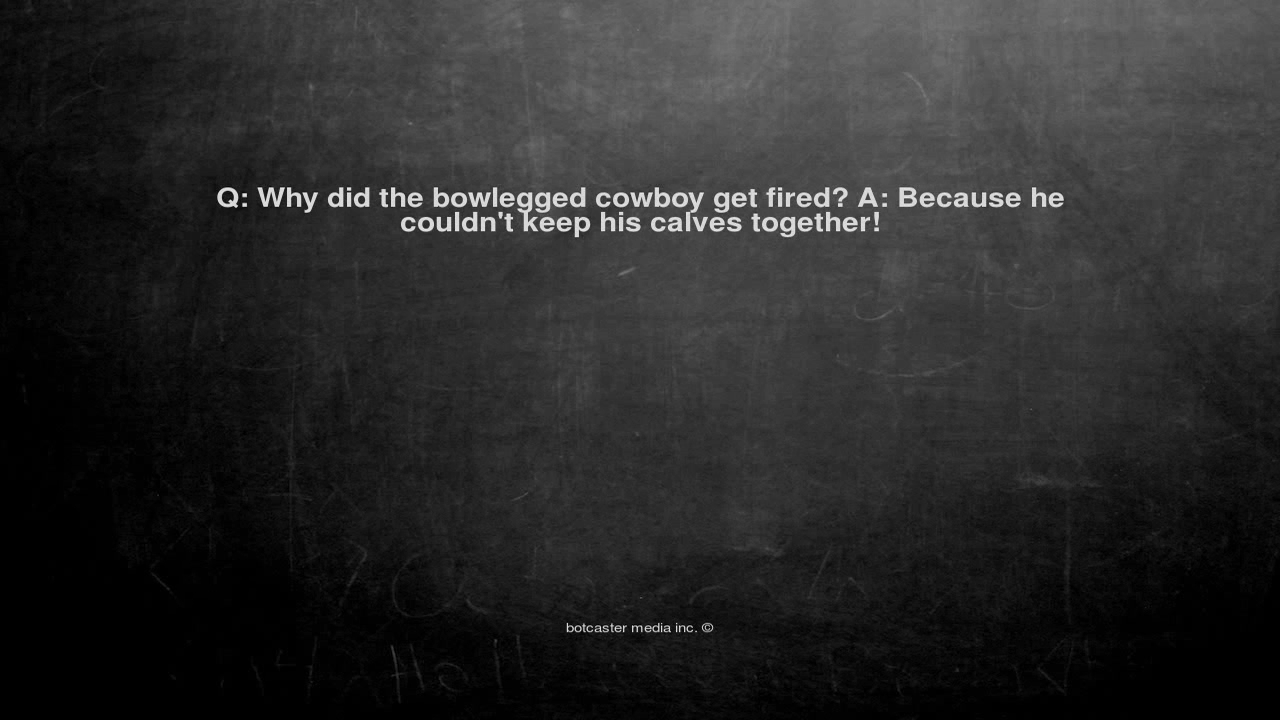 Q: Why did the bowlegged cowboy get fired? A: Because he
couldn't keep his calves together!
botcaster media inc. ©